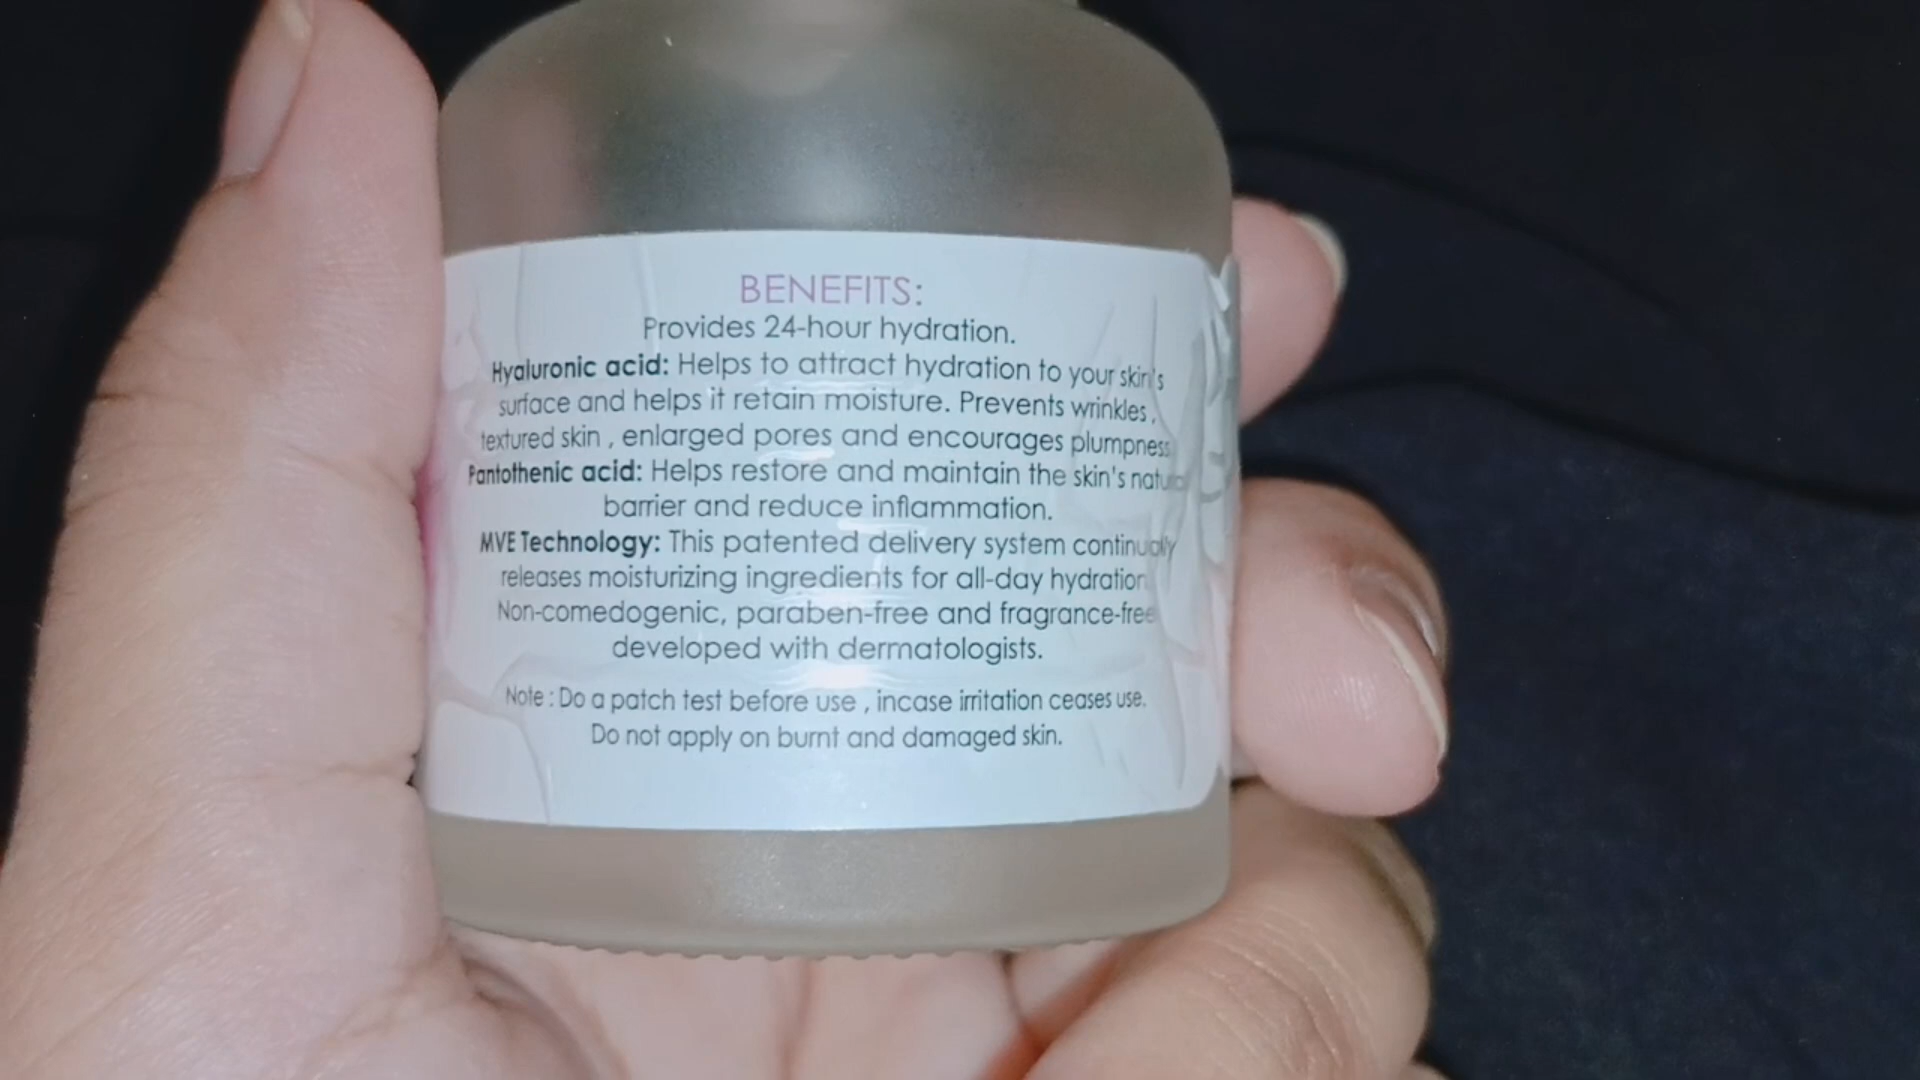 BENEFITS:
Provides 24-hour hydration.
Hyaluronic acid: Helps to attract hydration to your skin's
surface and helps it retain moisture. Prevents wrinkles ,
textured skin , enlarged pores and encourages plumpness
Pantothenic acid: Helps restore and maintain the skin's natural
barrier and reduce inflammation.
MVE Technology: This patented delivery system continually
releases moisturizing ingredients for all-day hydration.
Non-comedogenic, paraben-free and fragrance-free
developed with dermatologists.
Note : Do a patch test before use , incase irritation ceases use.
Do not apply on burnt and damaged skin.